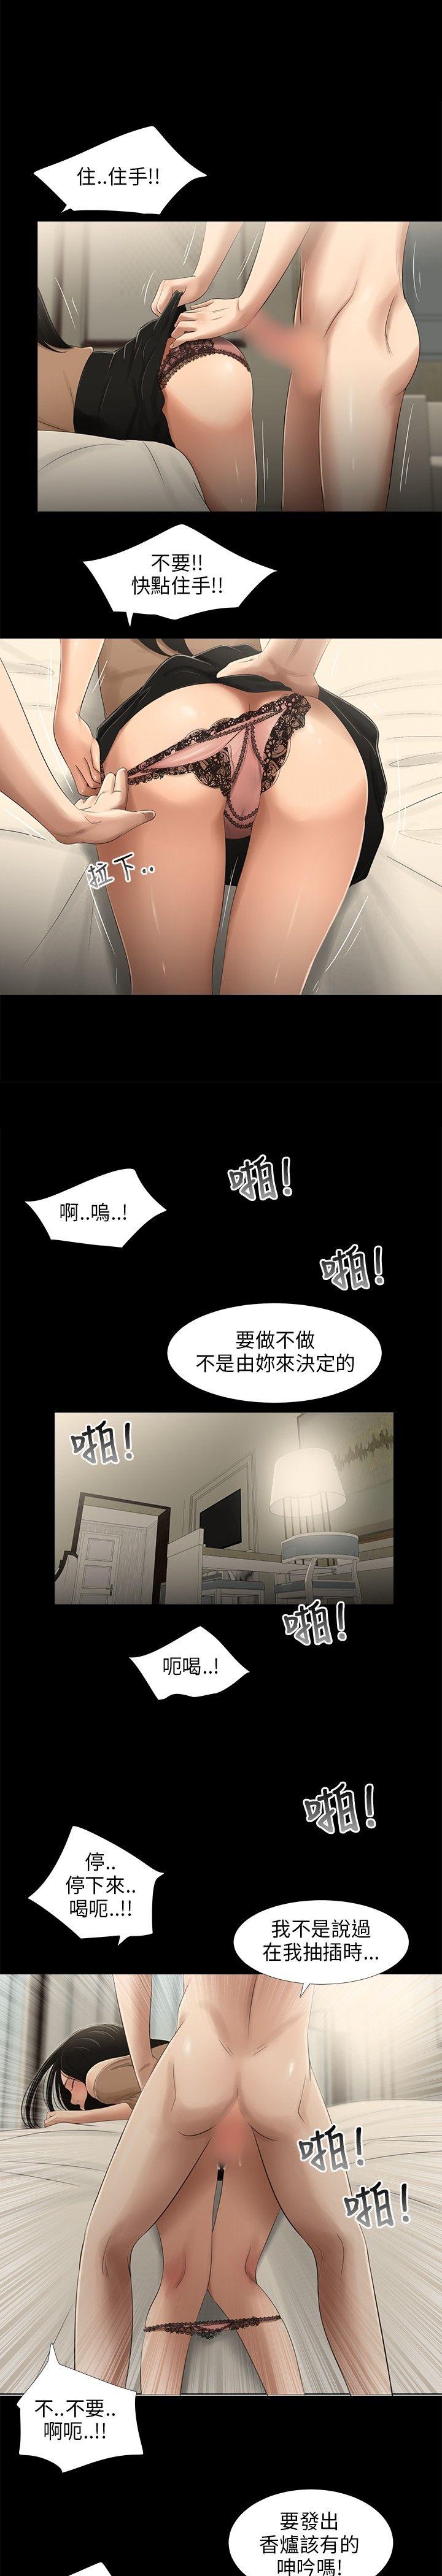 住..住手!!
不要!!
快點住手!!
拉下..
啪!
啊..嗚..!
啪!
要做不做
不是由妳來決定的
啪!
啪!
呃喝..!
啪!
停..
停下來..
喝呃..!!
我不是說過
在我抽插時...
啪!
啪!
不..不要..
啊呃..!!
要發出
香爐該有的
呻吟嗎!